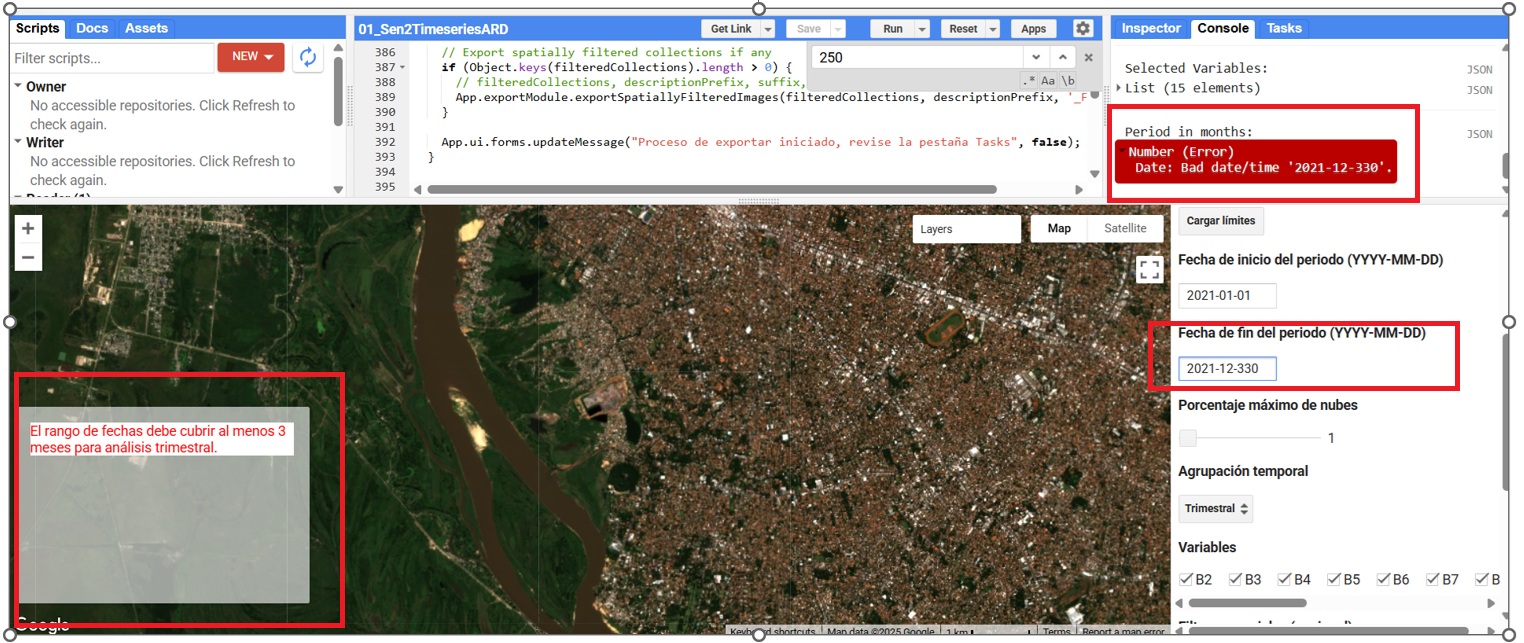 Scripts Docs Assets
Filter scripts... NEW
Owner
No accessible repositories. Click Refresh to
check again.
Writer
No accessible repositories. Click Refresh to
check again.
01_Sen2TimeseriesARD Get Link Save Run Reset Apps
250
.* Aa \b
386 // Export spatially filtered collections if any
387 if (Object.keys(filteredCollections).length > 0) {
388 // filteredCollections, descriptionPrefix, suffix,
389 App.exportModule.exportSpatiallyFilteredImages(filteredCollections, descriptionPrefix, '_F
390 }
391
392 App.ui.forms.updateMessage("Proceso de exportar iniciado, revise la pestaña Tasks", false);
393 }
394
395
Inspector Console Tasks
Selected Variables: JSON
List (15 elements) JSON
Period in months: JSON
Number (Error)
Date: Bad date/time '2021-12-330'.
+
−
Layers Map Satellite
El rango de fechas debe cubrir al menos 3
meses para análisis trimestral.
Google
Keyboard shortcuts Map data ©2025 Google 1 km Terms Report a map error
Cargar límites
Fecha de inicio del periodo (YYYY-MM-DD)
2021-01-01
Fecha de fin del periodo (YYYY-MM-DD)
2021-12-330
Porcentaje máximo de nubes
1
Agrupación temporal
Trimestral
Variables
B2 B3 B4 B5 B6 B7 B